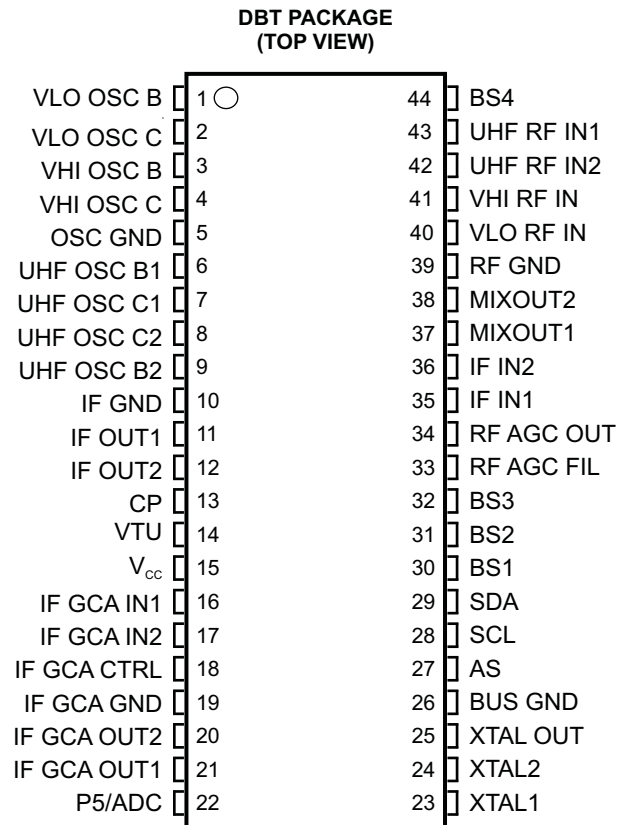 DBT PACKAGE
(TOP VIEW)
VLO OSC B 1 44 BS4
VLO OSC C 2 43 UHF RF IN1
VHI OSC B 3 42 UHF RF IN2
VHI OSC C 4 41 VHI RF IN
OSC GND 5 40 VLO RF IN
UHF OSC B1 6 39 RF GND
UHF OSC C1 7 38 MIXOUT2
UHF OSC C2 8 37 MIXOUT1
UHF OSC B2 9 36 IF IN2
IF GND 10 35 IF IN1
IF OUT1 11 34 RF AGC OUT
IF OUT2 12 33 RF AGC FIL
CP 13 32 BS3
VTU 14 31 BS2
VCC 15 30 BS1
IF GCA IN1 16 29 SDA
IF GCA IN2 17 28 SCL
IF GCA CTRL 18 27 AS
IF GCA GND 19 26 BUS GND
IF GCA OUT2 20 25 XTAL OUT
IF GCA OUT1 21 24 XTAL2
P5/ADC 22 23 XTAL1